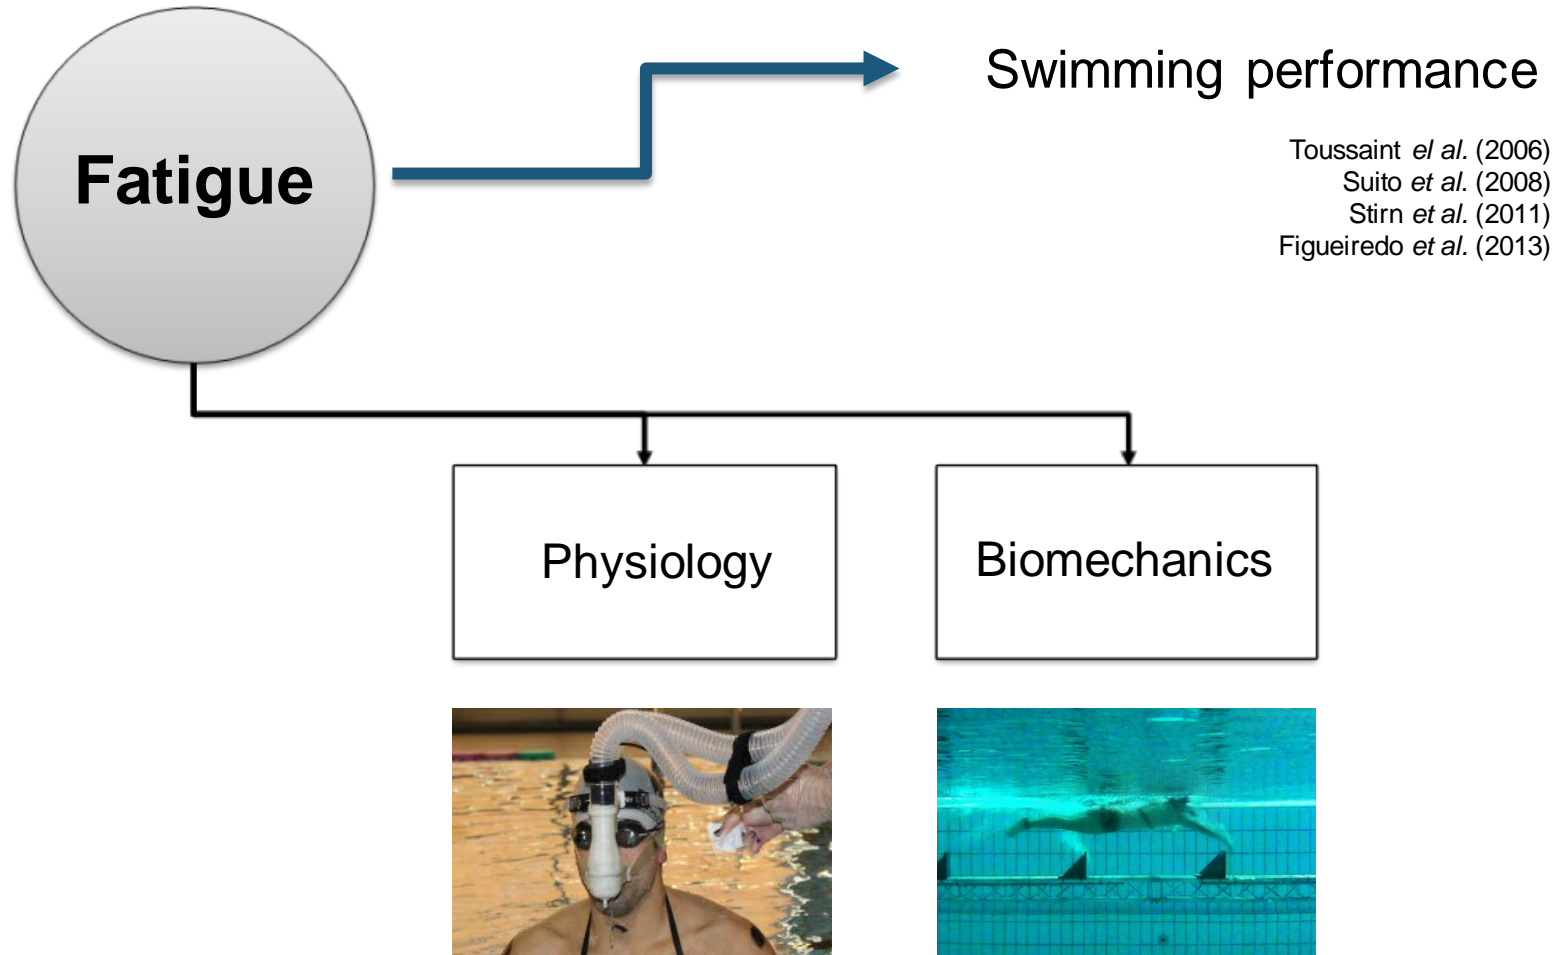 Fatigue
Swimming performance
Toussaint el al. (2006)
Suito et al. (2008)
Stirn et al. (2011)
Figueiredo et al. (2013)
Physiology
Biomechanics